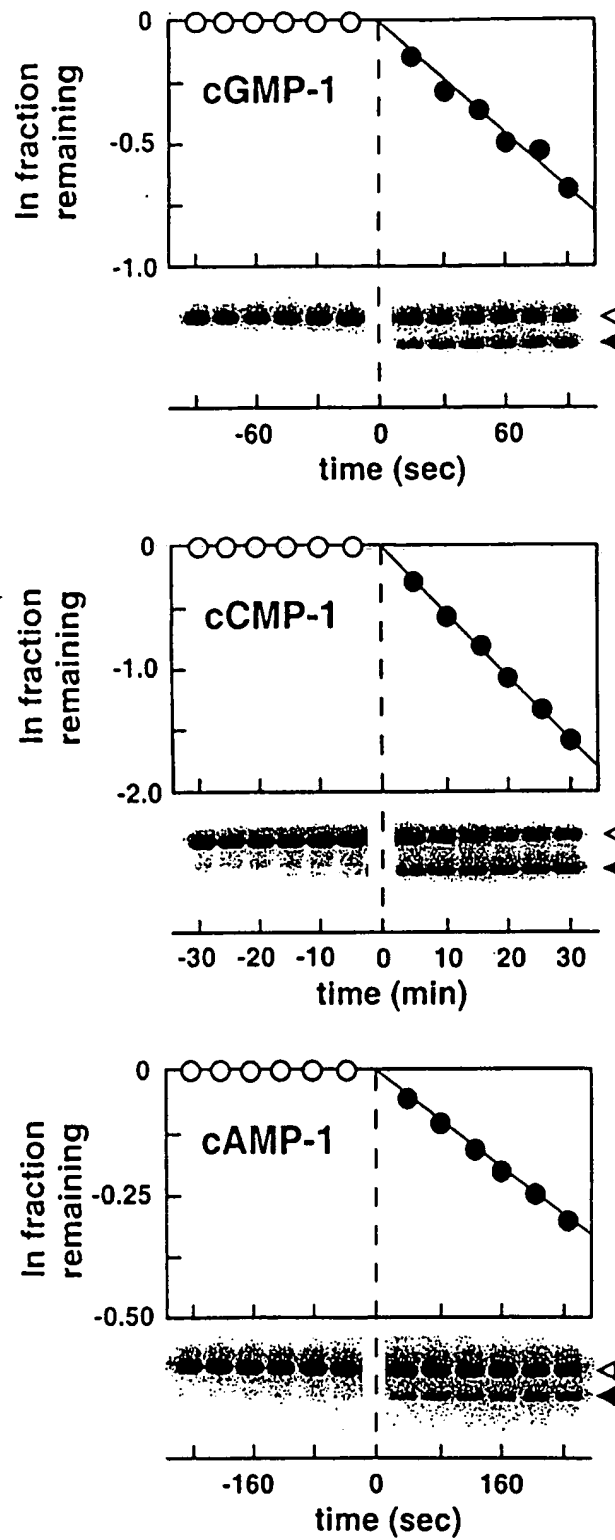 0
-0.5
-1.0
ln fraction
remaining
cGMP-1
-60 0 60
time (sec)
0
-1.0
-2.0
ln fraction
remaining
cCMP-1
-30 -20 -10 0 10 20 30
time (min)
0
-0.25
-0.50
ln fraction
remaining
cAMP-1
-160 0 160
time (sec)